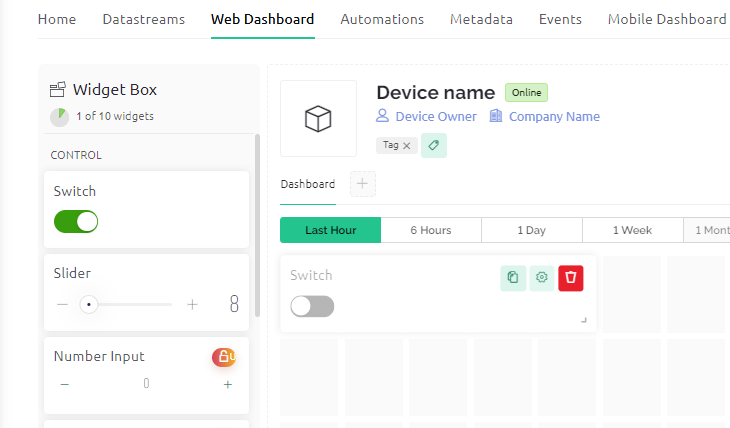 Home Datastreams Web Dashboard Automations Metadata Events Mobile Dashboard
Widget Box
1 of 10 widgets
CONTROL
Switch
Slider
8
Number Input
0
Device name Online
Device Owner Company Name
Tag
Dashboard
Last Hour 6 Hours 1 Day 1 Week 1 Mont
Switch